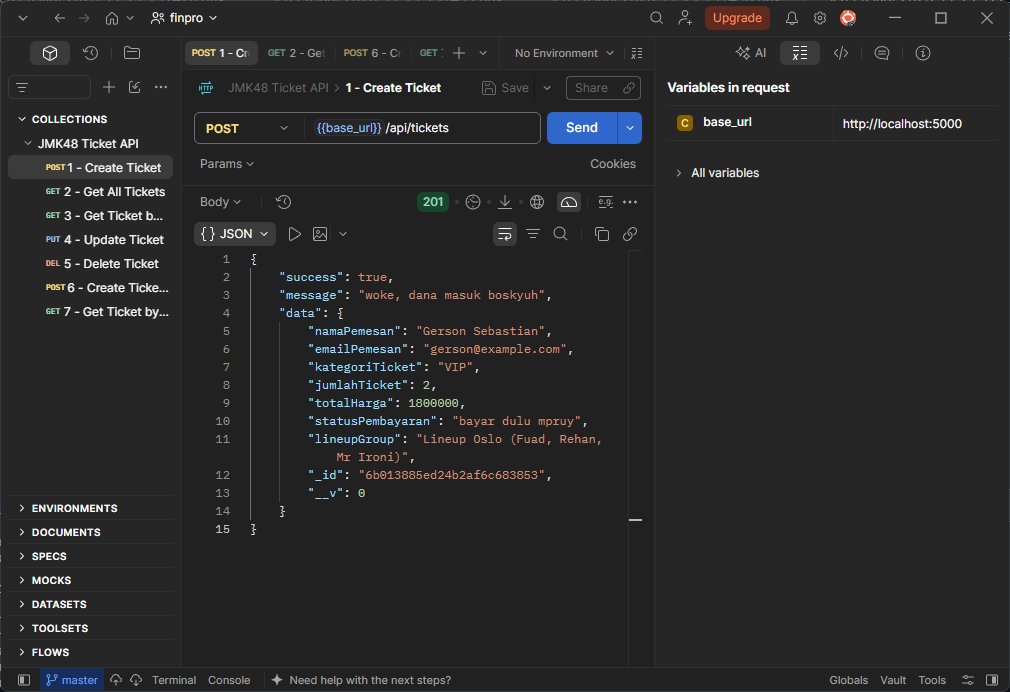 finpro
Upgrade
POST 1 - Cr
GET 2 - Get
POST 6 - Cr
GET
No Environment
AI
JMK48 Ticket API > 1 - Create Ticket
Save
Share
Variables in request
COLLECTIONS
JMK48 Ticket API
POST 1 - Create Ticket
GET 2 - Get All Tickets
GET 3 - Get Ticket b...
PUT 4 - Update Ticket
DEL 5 - Delete Ticket
POST 6 - Create Ticke...
GET 7 - Get Ticket by...
ENVIRONMENTS
DOCUMENTS
SPECS
MOCKS
DATASETS
TOOLSETS
FLOWS
POST
{{base_url}} /api/tickets
Send
Params
Cookies
Body
201
e.g.
{} JSON
1 {
2 "success": true,
3 "message": "woke, dana masuk boskyuh",
4 "data": {
5 "namaPemesan": "Gerson Sebastian",
6 "emailPemesan": "gerson@example.com",
7 "kategoriTicket": "VIP",
8 "jumlahTicket": 2,
9 "totalHarga": 1800000,
10 "statusPembayaran": "bayar dulu mpruy",
11 "lineupGroup": "Lineup Oslo (Fuad, Rehan,
Mr Ironi)",
12 "_id": "6b013885ed24b2af6c683853",
13 "__v": 0
14 }
15 }
C base_url
http://localhost:5000
All variables
master
Terminal
Console
Need help with the next steps?
Globals
Vault
Tools